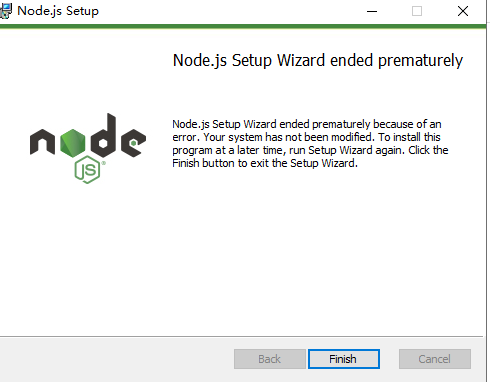 Node.js Setup
Node.js Setup Wizard ended prematurely
node
JS
Node.js Setup Wizard ended prematurely because of an
error. Your system has not been modified. To install this
program at a later time, run Setup Wizard again. Click the
Finish button to exit the Setup Wizard.
Back
Finish
Cancel